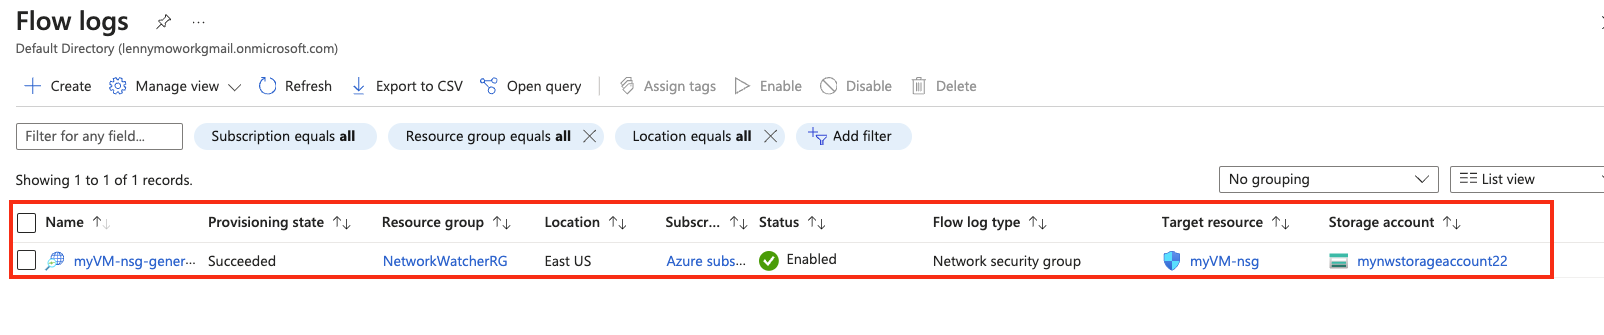 Flow logs ...
Default Directory (lennymoworkgmail.onmicrosoft.com)
Create Manage view Refresh Export to CSV Open query Assign tags Enable Disable Delete
Filter for any field... Subscription equals all Resource group equals all Location equals all Add filter
Showing 1 to 1 of 1 records.
No grouping List view
Name Provisioning state Resource group Location Subscr... Status Flow log type Target resource Storage account
myVM-nsg-gener... Succeeded NetworkWatcherRG East US Azure subs... Enabled Network security group myVM-nsg mynwstorageaccount22